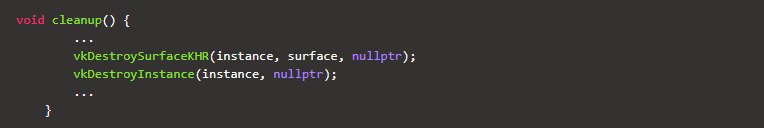 void cleanup() {
...
vkDestroySurfaceKHR(instance, surface, nullptr);
vkDestroyInstance(instance, nullptr);
...
}